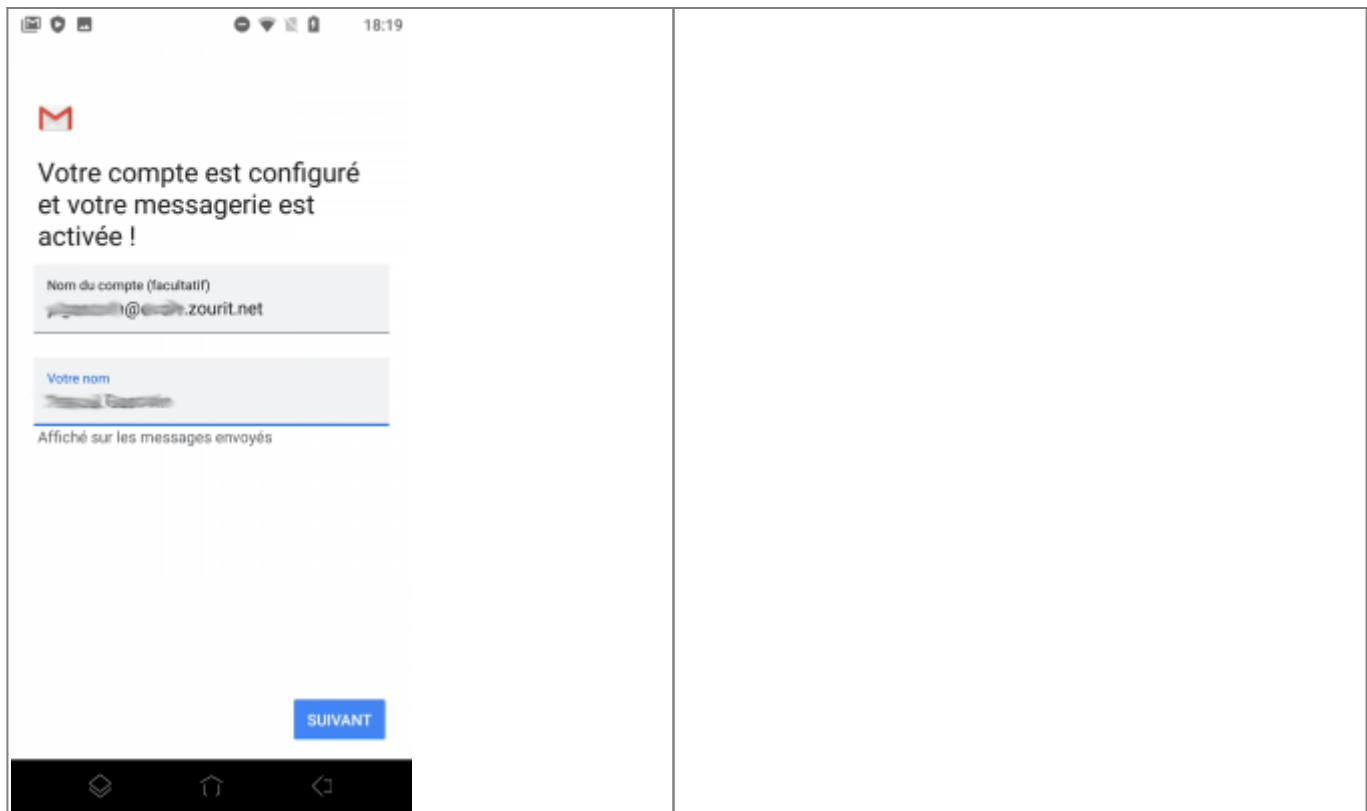 18:19
Votre compte est configuré
et votre messagerie est
activée !
Nom du compte (facultatif)
.zourit.net
Votre nom
Affiché sur les messages envoyés
SUIVANT